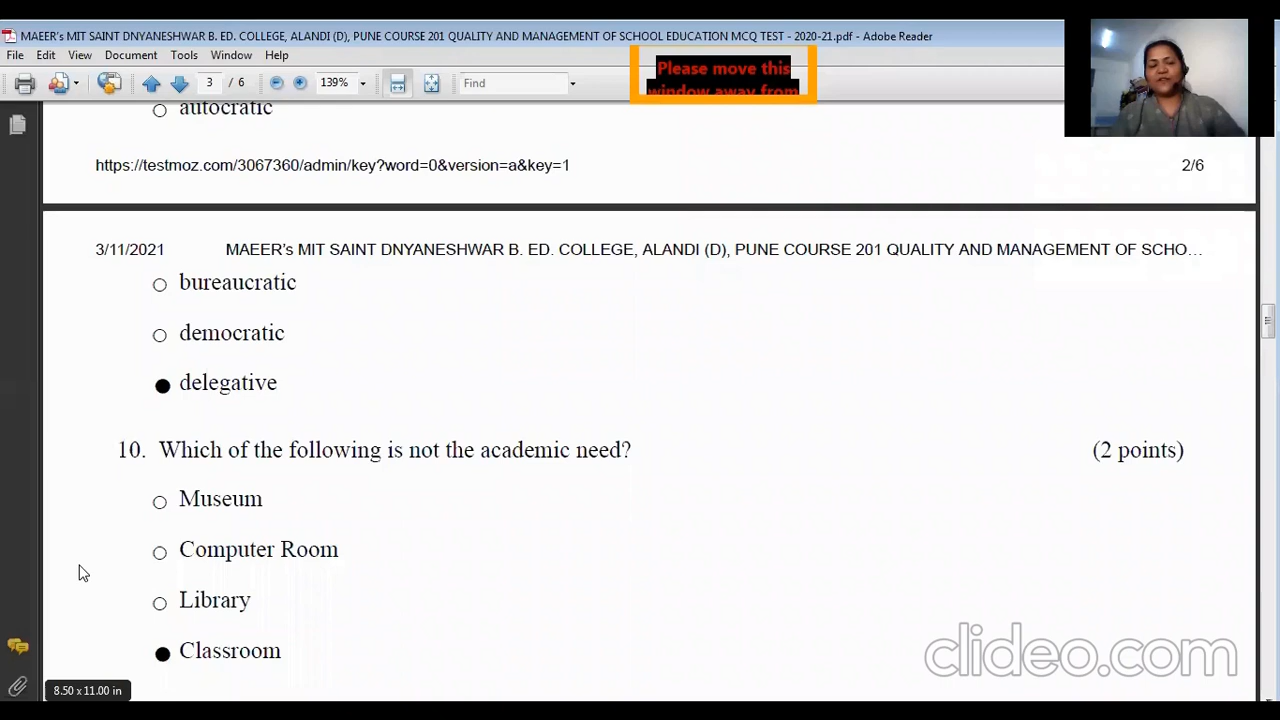 MAEER's MIT SAINT DNYANESHWAR B. ED. COLLEGE, ALANDI (D), PUNE COURSE 201 QUALITY AND MANAGEMENT OF SCHOOL EDUCATION MCQ TEST - 2020-21.pdf - Adobe Reader
File Edit View Document Tools Window Help
3 / 6 139% Find
Please move this
window away from
autocratic
https://testmoz.com/3067360/admin/key?word=0&version=a&key=1 2/6
3/11/2021 MAEER's MIT SAINT DNYANESHWAR B. ED. COLLEGE, ALANDI (D), PUNE COURSE 201 QUALITY AND MANAGEMENT OF SCHO…
bureaucratic
democratic
delegative
10. Which of the following is not the academic need? (2 points)
Museum
Computer Room
Library
Classroom
clideo.com
8.50 x 11.00 in